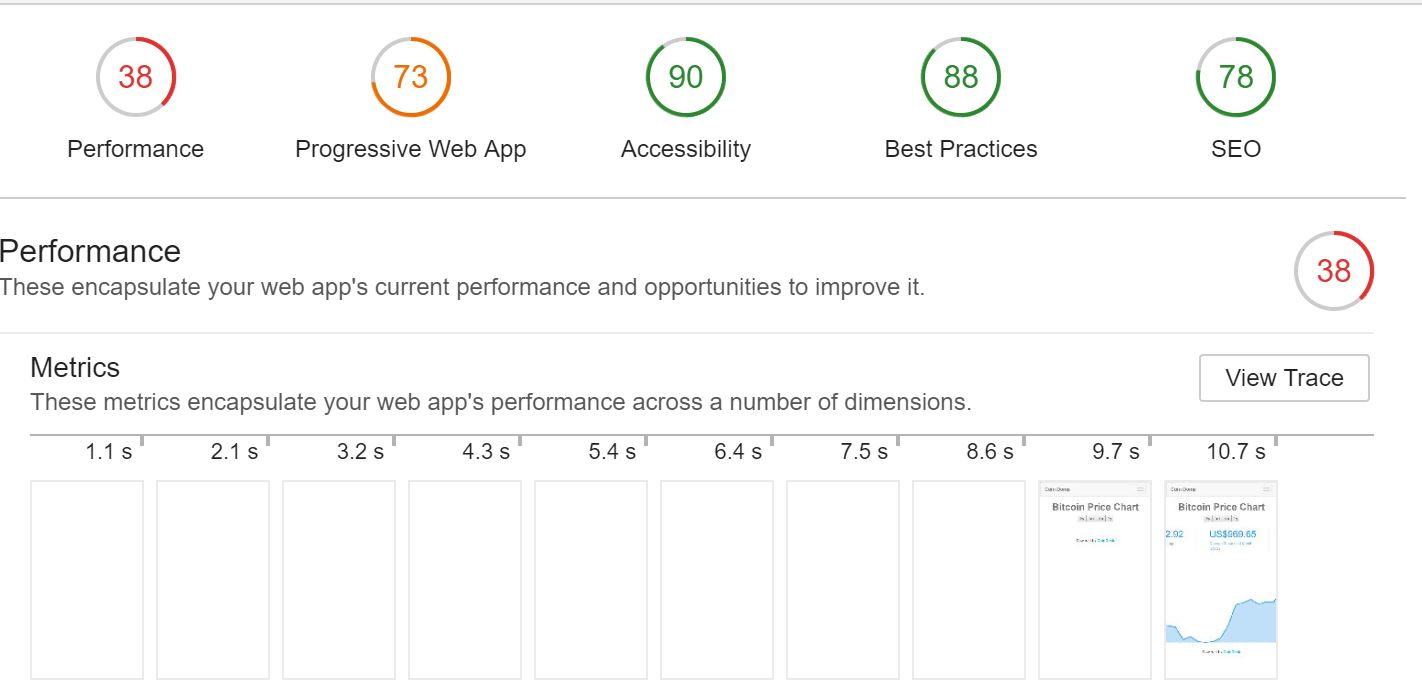 38
73
90
88
78
Performance
Progressive Web App
Accessibility
Best Practices
SEO
Performance
These encapsulate your web app's current performance and opportunities to improve it.
38
Metrics
These metrics encapsulate your web app's performance across a number of dimensions.
View Trace
1.1 s
2.1 s
3.2 s
4.3 s
5.4 s
6.4 s
7.5 s
8.6 s
9.7 s
10.7 s
Bitcoin Price Chart
Bitcoin Price Chart
2.92
US$969.65